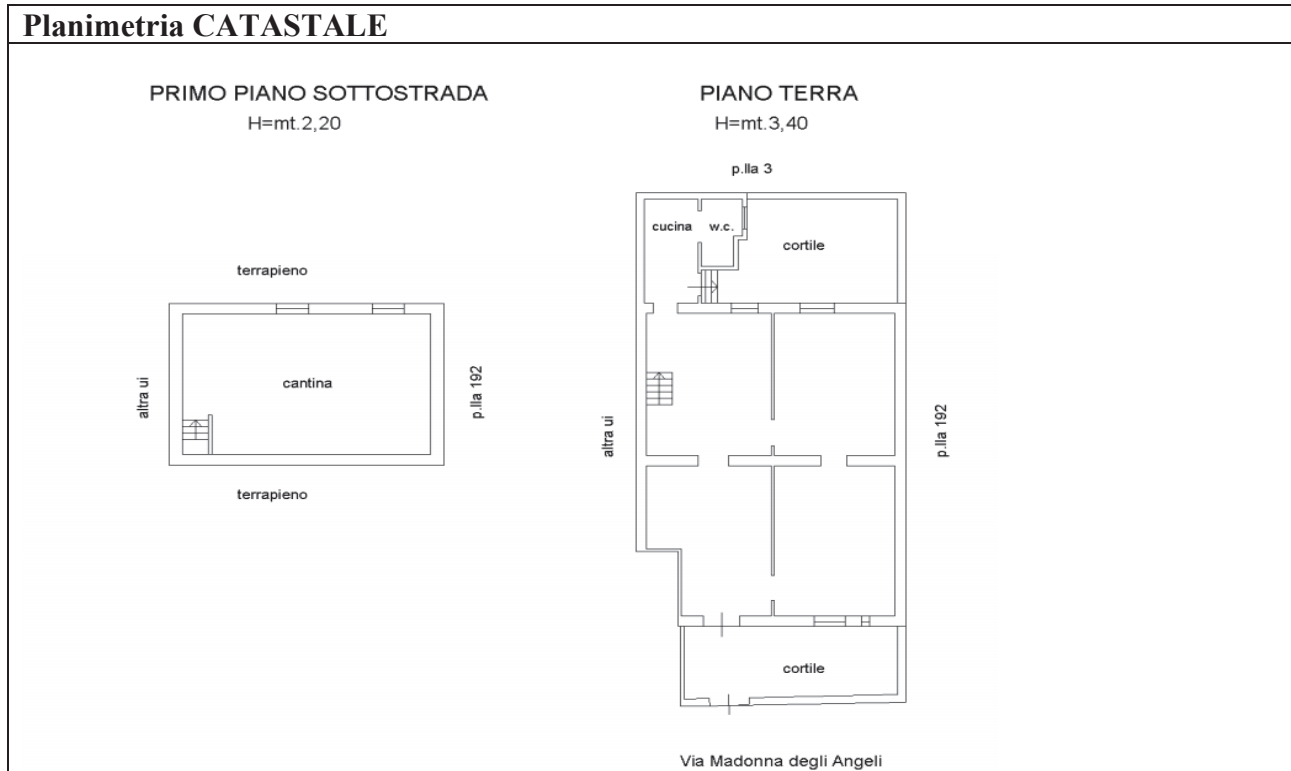 Planimetria CATASTALE
PRIMO PIANO SOTTOSTRADA
H=mt.2,20
terrapieno
altra ui
cantina
p.lla 192
terrapieno
PIANO TERRA
H=mt.3,40
p.lla 3
cucina
w.c.
cortile
altra ui
p.lla 192
cortile
Via Madonna degli Angeli